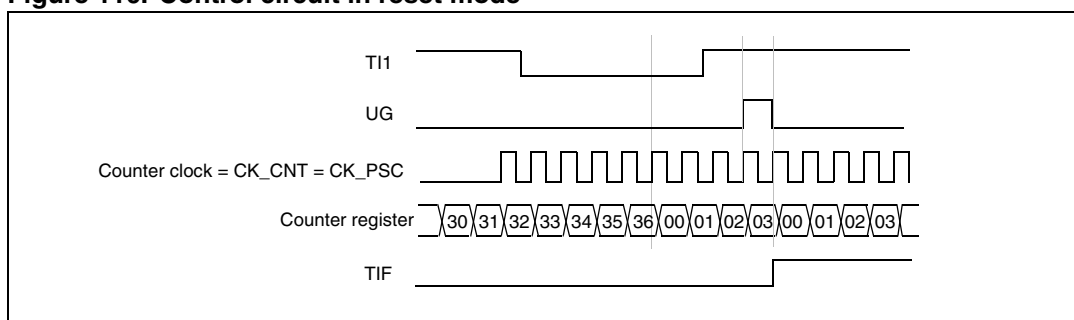 Figure 110. Control circuit in reset mode
TI1
UG
Counter clock = CK_CNT = CK_PSC
Counter register 30 31 32 33 34 35 36 00 01 02 03 00 01 02 03
TIF